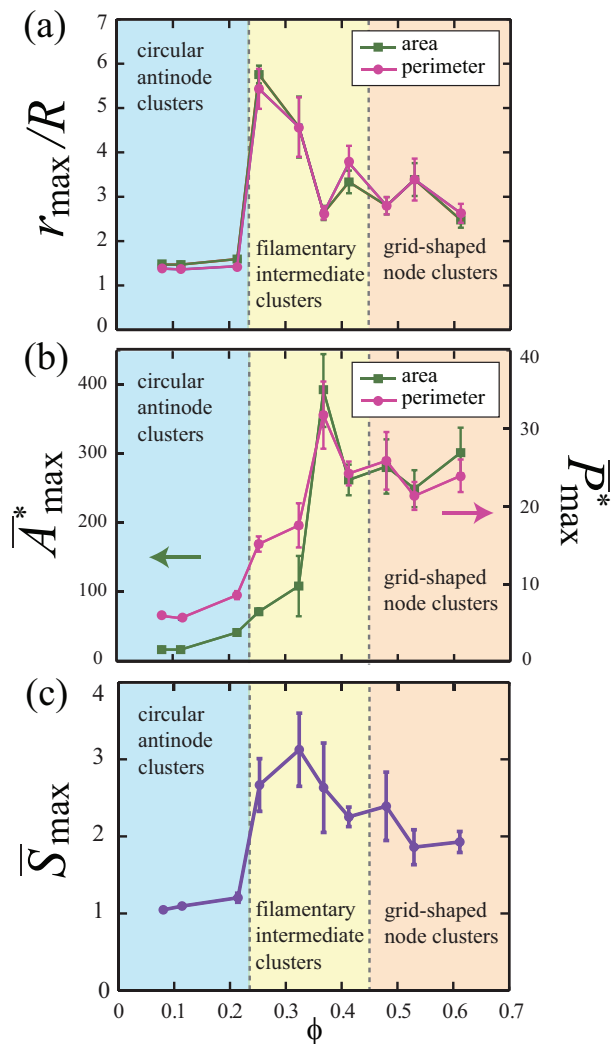 (a)
7
6
5
4
3
2
1
0
r_max/R
circular
antinode
clusters
area
perimeter
filamentary
intermediate
clusters
grid-shaped
node clusters
(b)
400
300
200
100
0
A̅*_max
circular
antinode
clusters
area
perimeter
grid-shaped
node clusters
40
30
20
10
0
P̅*_max
(c)
4
3
2
1
0
S̅_max
circular
antinode
clusters
filamentary
intermediate
clusters
grid-shaped
node clusters
0 0.1 0.2 0.3 0.4 0.5 0.6 0.7
ϕ